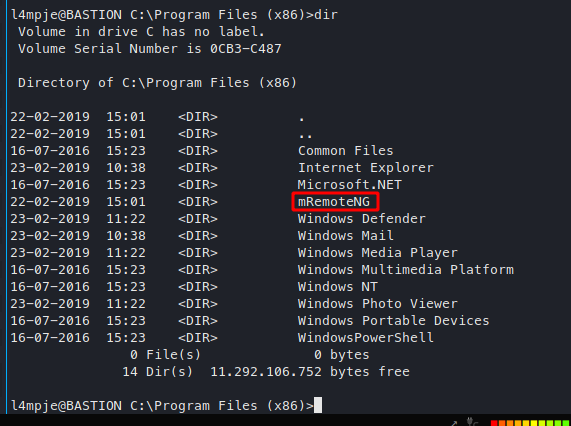 l4mpje@BASTION C:\Program Files (x86)>dir
 Volume in drive C has no label.
 Volume Serial Number is 0CB3-C487

 Directory of C:\Program Files (x86)

22-02-2019  15:01    <DIR>          .
22-02-2019  15:01    <DIR>          ..
16-07-2016  15:23    <DIR>          Common Files
23-02-2019  10:38    <DIR>          Internet Explorer
16-07-2016  15:23    <DIR>          Microsoft.NET
22-02-2019  15:01    <DIR>          mRemoteNG
23-02-2019  11:22    <DIR>          Windows Defender
23-02-2019  10:38    <DIR>          Windows Mail
23-02-2019  11:22    <DIR>          Windows Media Player
16-07-2016  15:23    <DIR>          Windows Multimedia Platform
16-07-2016  15:23    <DIR>          Windows NT
23-02-2019  11:22    <DIR>          Windows Photo Viewer
16-07-2016  15:23    <DIR>          Windows Portable Devices
16-07-2016  15:23    <DIR>          WindowsPowerShell
               0 File(s)              0 bytes
              14 Dir(s)  11.292.106.752 bytes free

l4mpje@BASTION C:\Program Files (x86)>